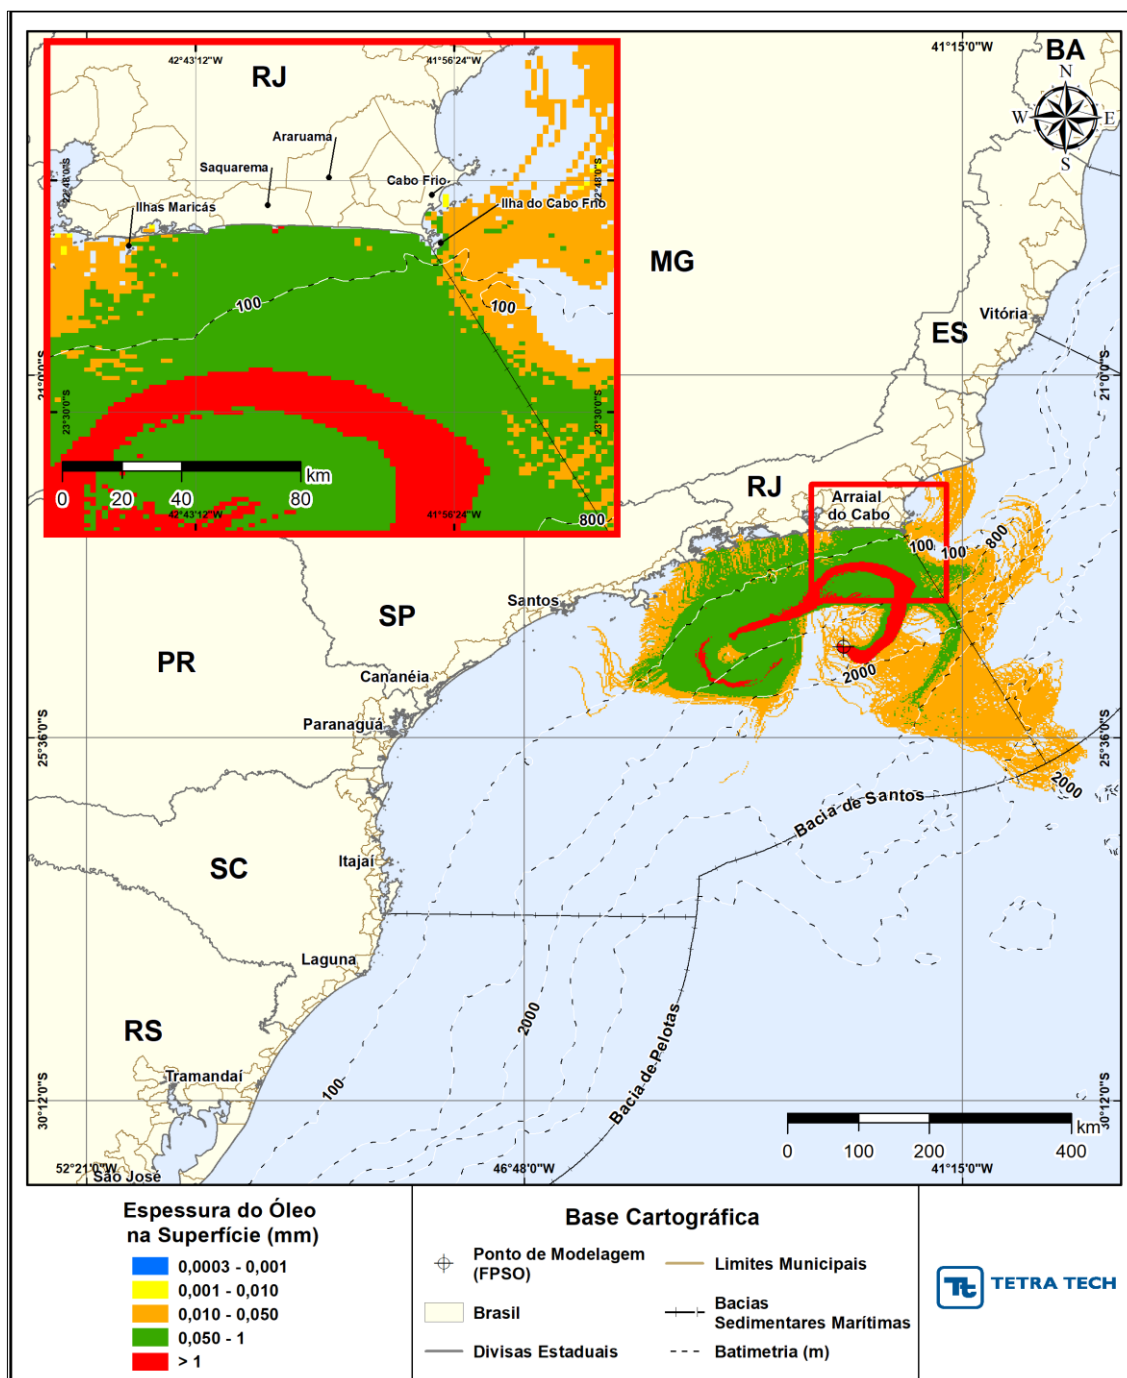 42°43'12"W
41°56'24"W
41°15'0"W
BA
N
W
E
S
RJ
Araruama
Saquarema
Cabo Frio
Ilhas Maricás
Ilha do Cabo Frio
22°48'0"S
22°48'0"S
100
100
MG
ES
Vitória
21°0'0"S
21°0'0"S
23°30'0"S
23°30'0"S
km
0
20
40
80
42°43'12"W
41°56'24"W
800
RJ
Arraial
do Cabo
100
100
800
Santos
SP
PR
Cananéia
2000
Paranaguá
25°36'0"S
25°36'0"S
2000
Bacia de Santos
SC
Itajaí
Laguna
2000
RS
Bacia de Pelotas
Tramandaí
100
30°12'0"S
30°12'0"S
km
0
100
200
400
52°21'0"W
46°48'0"W
41°15'0"W
São José
Espessura do Óleo
na Superfície (mm)
0,0003 - 0,001
0,001 - 0,010
0,010 - 0,050
0,050 - 1
> 1
Base Cartográfica
Ponto de Modelagem
(FPSO)
Brasil
Divisas Estaduais
Limites Municipais
Bacias
Sedimentares Marítimas
Batimetria (m)
Tt
TETRA TECH